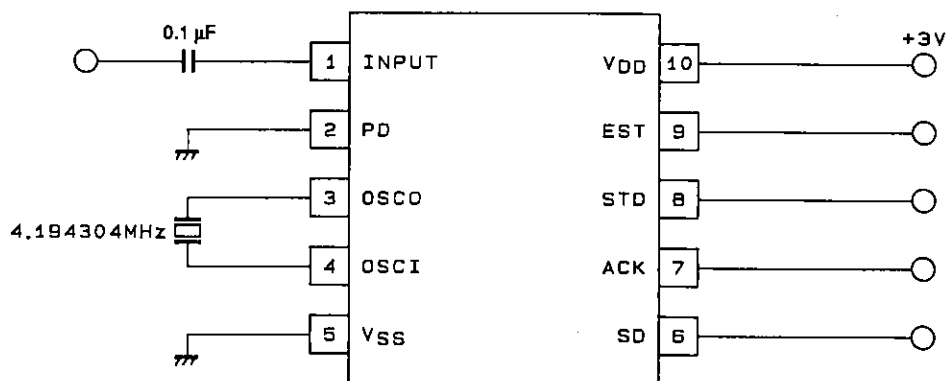 0.1 µF
+3V
1 INPUT VDD 10
2 PD EST 9
3 OSCO STD 8
4.194304MHz
4 OSCI ACK 7
5 VSS SD 6